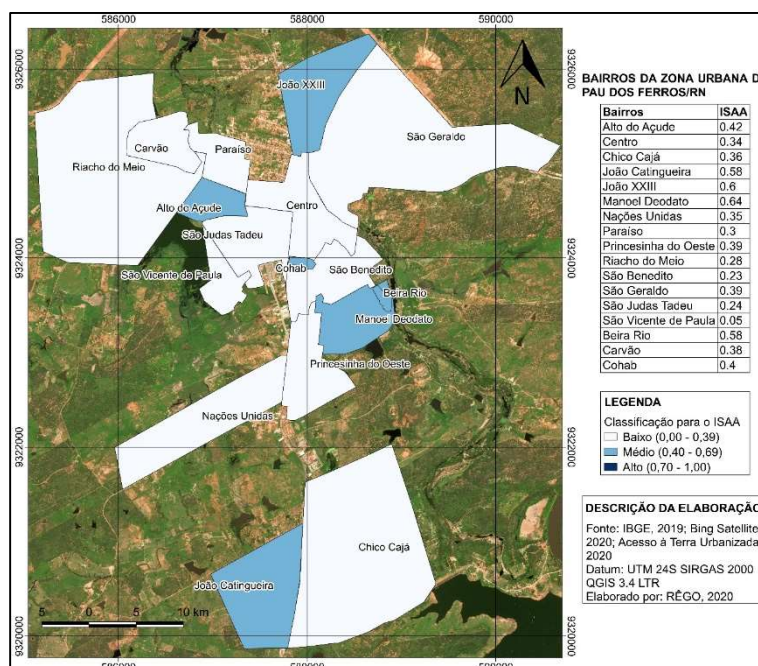 586000 588000 590000
9326000
9324000
9322000
9320000
João XXIII
São Geraldo
Carvão
Paraíso
Riacho do Meio
Alto do Açude
Centro
São Judas Tadeu
São Vicente de Paula
Cohab
São Benedito
Beira Rio
Manoel Deodato
Princesinha do Oeste
Nações Unidas
Chico Cajá
João Catingueira
N
5 0 5 10 km
9326000
9324000
9322000
9320000
586000 588000 590000
BAIRROS DA ZONA URBANA D
PAU DOS FERROS/RN
Bairros ISAA
Alto do Açude 0.42
Centro 0.34
Chico Cajá 0.36
João Catingueira 0.58
João XXIII 0.6
Manoel Deodato 0.64
Nações Unidas 0.35
Paraíso 0.3
Princesinha do Oeste 0.39
Riacho do Meio 0.28
São Benedito 0.23
São Geraldo 0.39
São Judas Tadeu 0.24
São Vicente de Paula 0.05
Beira Rio 0.58
Carvão 0.38
Cohab 0.4
LEGENDA
Classificação para o ISAA
Baixo (0,00 - 0,39)
Médio (0,40 - 0,69)
Alto (0,70 - 1,00)
DESCRIÇÃO DA ELABORAÇÃO
Fonte: IBGE, 2019; Bing Satellite
2020; Acesso à Terra Urbanizada
2020
Datum: UTM 24S SIRGAS 2000
QGIS 3.4 LTR
Elaborado por: RÊGO, 2020